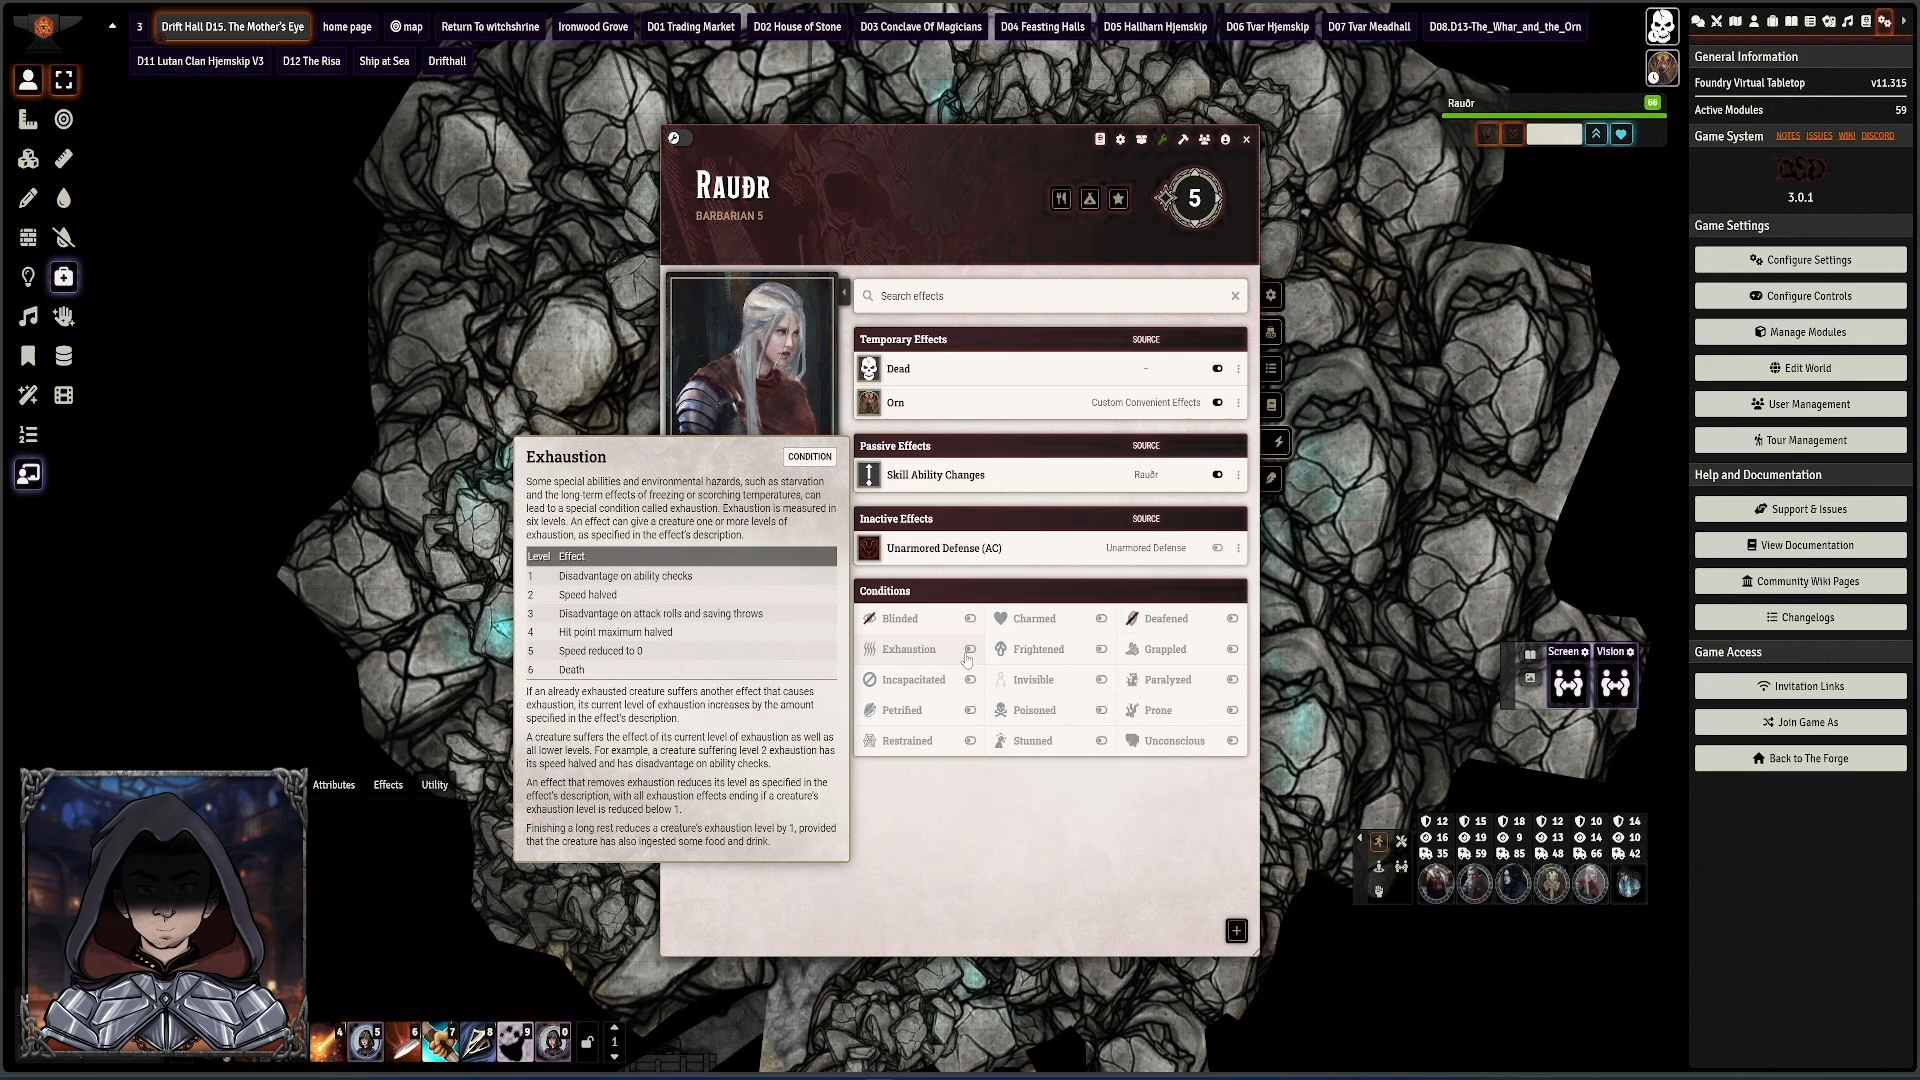 3
Drift Hall D15. The Mother's Eye
home page
map
Return To witchshrine
Ironwood Grove
D01 Trading Market
D02 House of Stone
D03 Conclave Of Magicians
D04 Feasting Halls
D05 Hallharn Hjemskip
D06 Tvar Hjemskip
D07 Tvar Meadhall
D08.D13-The_Whar_and_the_Orn
D11 Lutan Clan Hjemskip V3
D12 The Risa
Ship at Sea
Drifthall
General Information
Foundry Virtual Tabletop v11.315
Active Modules 59
Game System NOTES ISSUES WIKI DISCORD
3.0.1
Game Settings
Configure Settings
Configure Controls
Manage Modules
Edit World
User Management
Tour Management
Help and Documentation
Support & Issues
View Documentation
Community Wiki Pages
Changelogs
Game Access
Invitation Links
Join Game As
Back to The Forge
Rauðr 66
Rauðr
BARBARIAN 5
5
Search effects
Temporary Effects SOURCE
Dead –
Orn Custom Convenient Effects
Passive Effects SOURCE
Skill Ability Changes Rauðr
Inactive Effects SOURCE
Unarmored Defense (AC) Unarmored Defense
Conditions
Blinded Charmed Deafened
Exhaustion Frightened Grappled
Incapacitated Invisible Paralyzed
Petrified Poisoned Prone
Restrained Stunned Unconscious
Exhaustion CONDITION
Some special abilities and environmental hazards, such as starvation
and the long-term effects of freezing or scorching temperatures, can
lead to a special condition called exhaustion. Exhaustion is measured in
six levels. An effect can give a creature one or more levels of
exhaustion, as specified in the effect's description.
Level Effect
1 Disadvantage on ability checks
2 Speed halved
3 Disadvantage on attack rolls and saving throws
4 Hit point maximum halved
5 Speed reduced to 0
6 Death
If an already exhausted creature suffers another effect that causes
exhaustion, its current level of exhaustion increases by the amount
specified in the effect's description.
A creature suffers the effect of its current level of exhaustion as well as
all lower levels. For example, a creature suffering level 2 exhaustion has
its speed halved and has disadvantage on ability checks.
An effect that removes exhaustion reduces its level as specified in the
effect's description, with all exhaustion effects ending if a creature's
exhaustion level is reduced below 1.
Finishing a long rest reduces a creature's exhaustion level by 1, provided
that the creature has also ingested some food and drink.
Screen Vision
Attributes Effects Utility
12 15 18 12 10 14
16 19 9 13 14 10
35 59 85 48 66 42
4 5 6 7 8 9 0
1